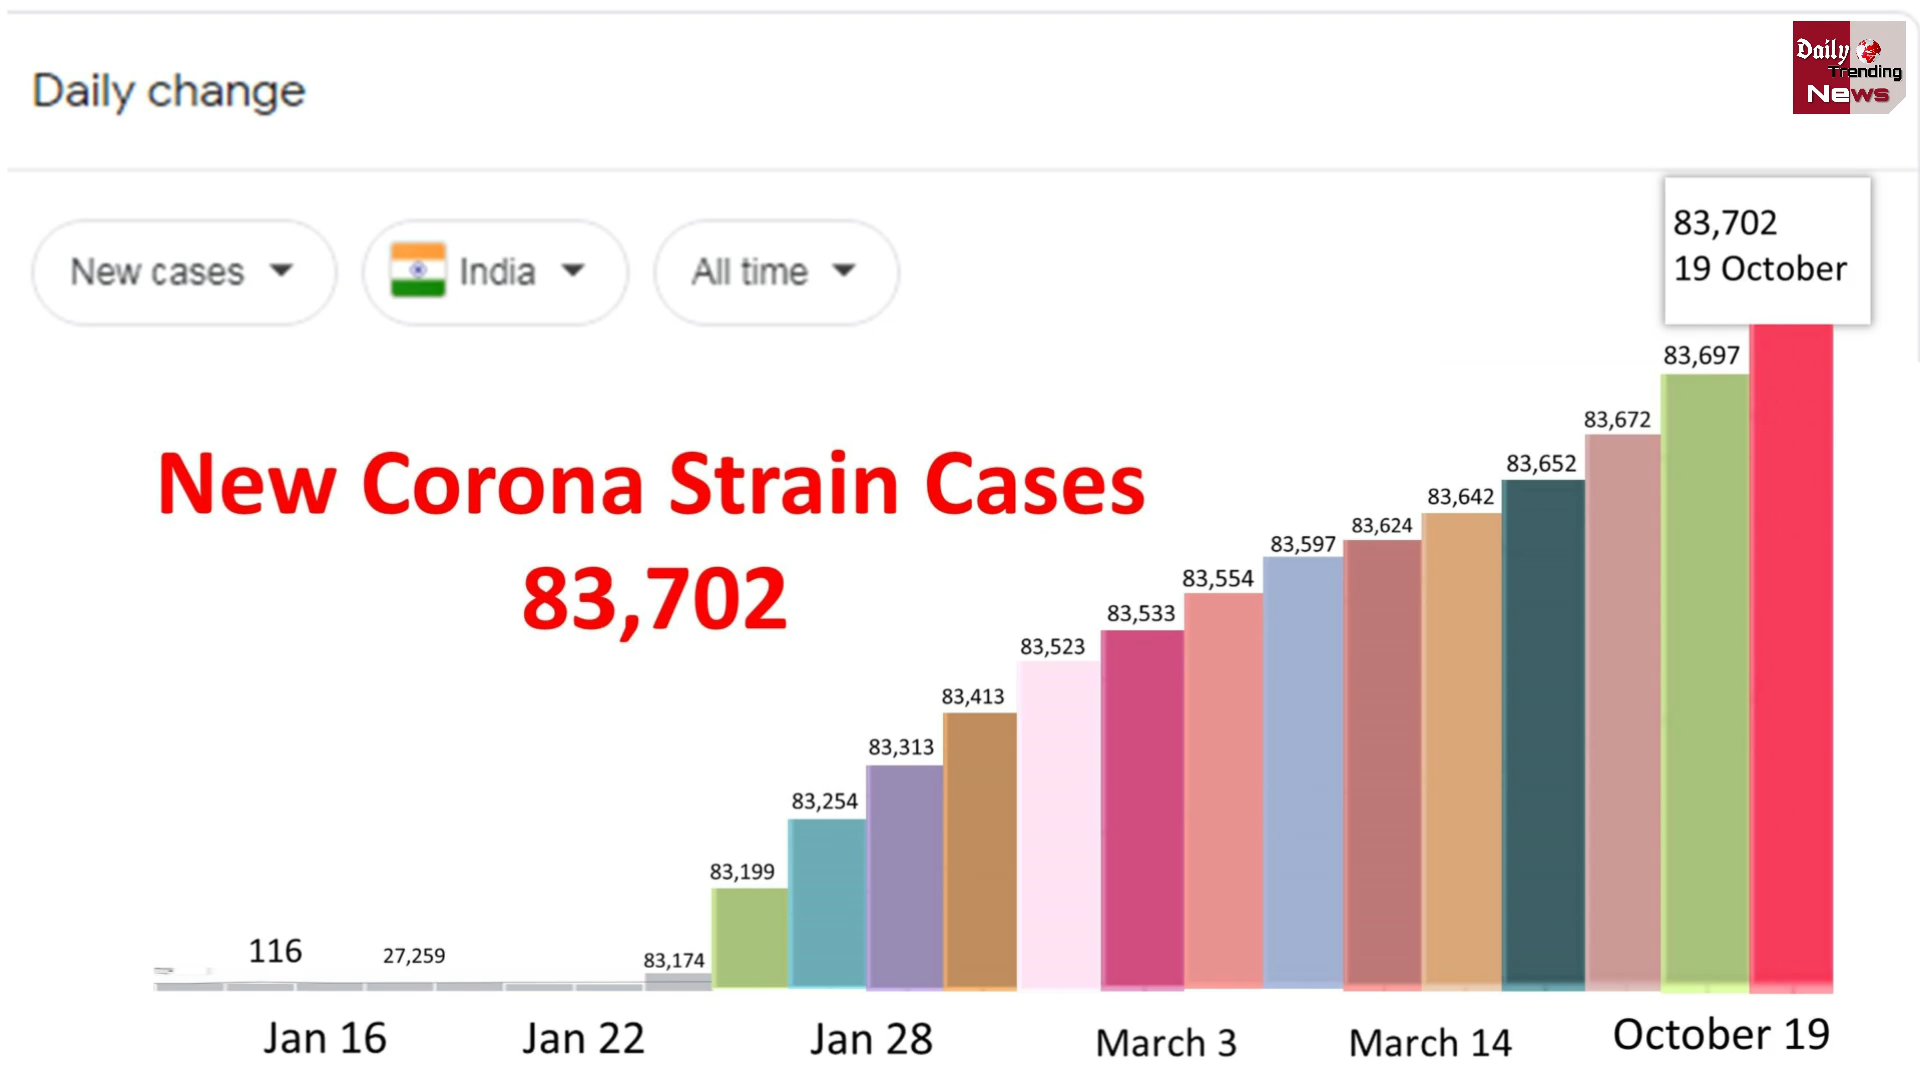 Daily change
Daily
Trending
News
New cases
India
All time
83,702
19 October
New Corona Strain Cases
83,702
116
27,259
83,174
83,199
83,254
83,313
83,413
83,523
83,533
83,554
83,597
83,624
83,642
83,652
83,672
83,697
Jan 16
Jan 22
Jan 28
March 3
March 14
October 19